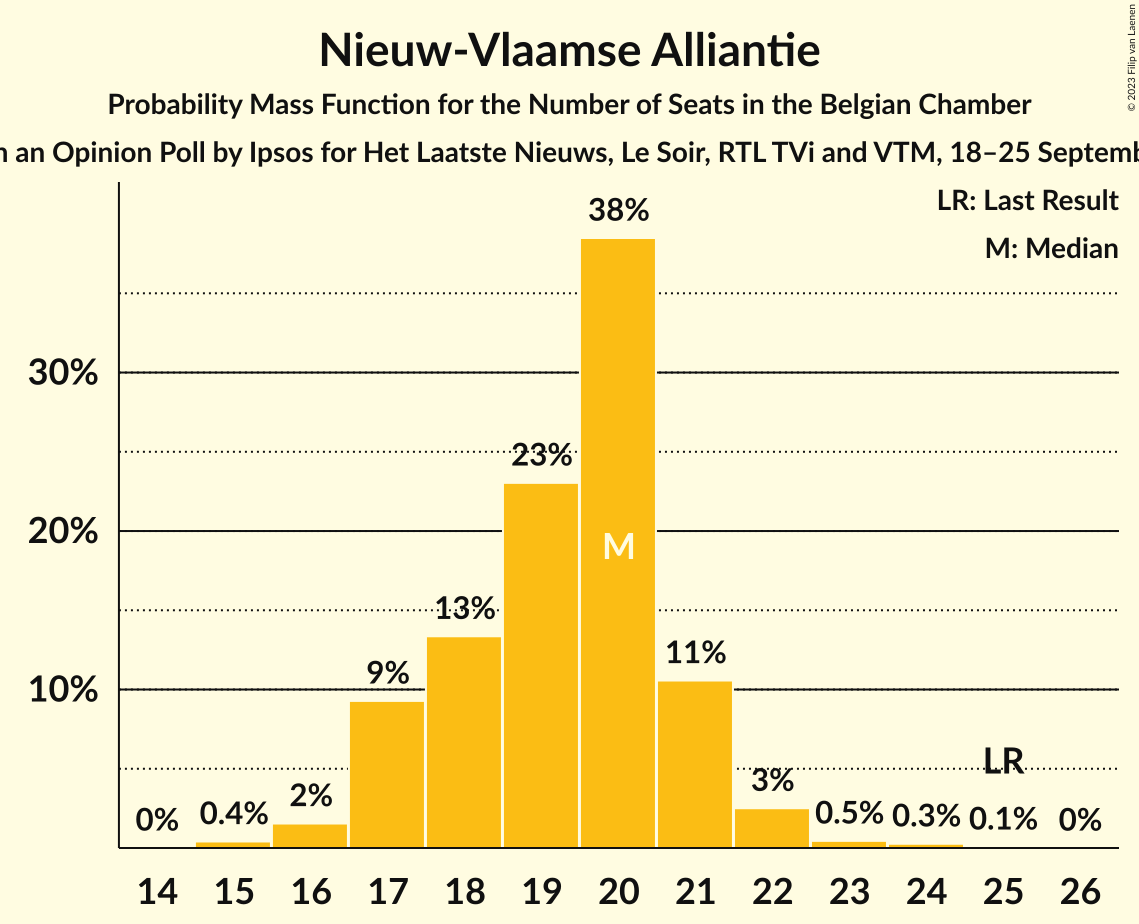 © 2023 Filip van Laenen
Nieuw-Vlaamse Alliantie
Probability Mass Function for the Number of Seats in the Belgian Chamber
an Opinion Poll by Ipsos for Het Laatste Nieuws, Le Soir, RTL TVi and VTM, 18–25
LR: Last Result
M: Median
38%
30%
23%
20%
M
13%
11%
9%
10%
LR
3%
2%
0% 0.4% 0.5% 0.3% 0.1% 0%
14 15 16 17 18 19 20 21 22 23 24 25 26